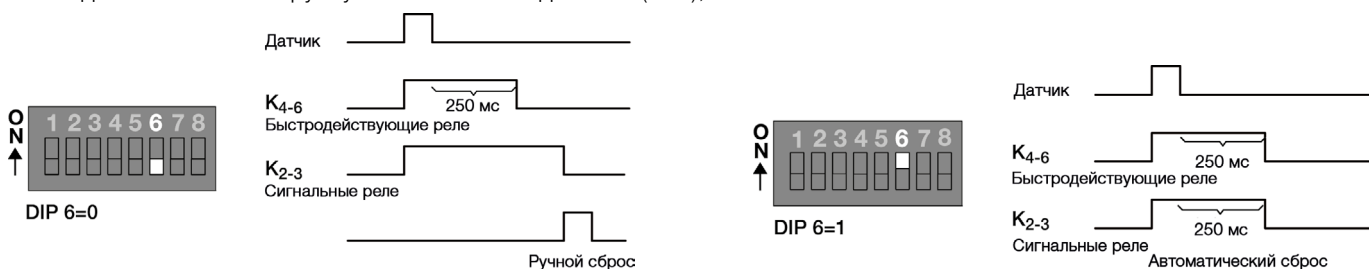 Датчик
K4-6
250 мс
Быстродействующие реле
K2-3
Сигнальные реле
Ручной сброс
ON
1 2 3 4 5 6 7 8
DIP 6=0
Датчик
K4-6
250 мс
Быстродействующие реле
K2-3
250 мс
Сигнальные реле
Автоматический сброс
ON
1 2 3 4 5 6 7 8
DIP 6=1